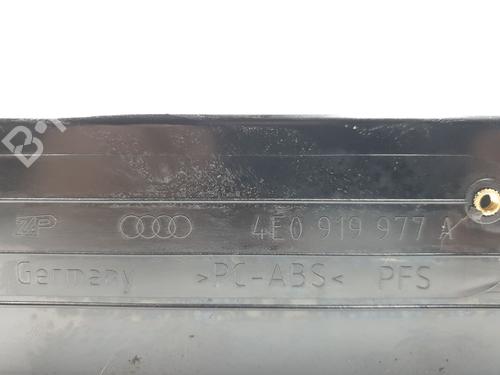 ZP 4E0 919 977 A
Germany >PC-ABS< PFS